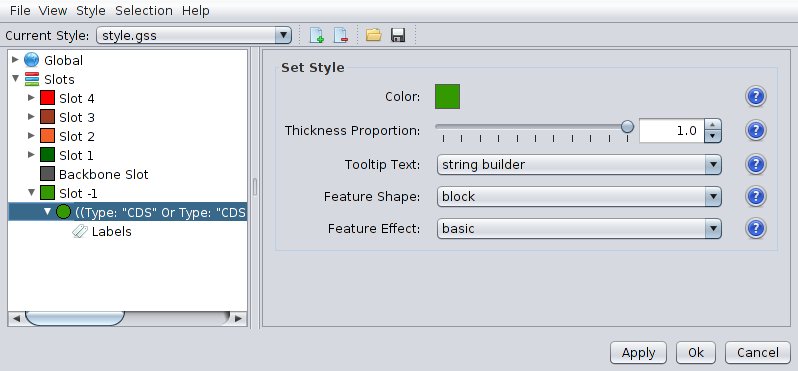 File View Style Selection Help
Current Style: style.gss
Global
Slots
Slot 4
Slot 3
Slot 2
Slot 1
Backbone Slot
Slot -1
((Type: "CDS" Or Type: "CDS
Labels
Set Style
Color:
?
Thickness Proportion: 1.0 ?
Tooltip Text: string builder ?
Feature Shape: block ?
Feature Effect: basic ?
Apply Ok Cancel